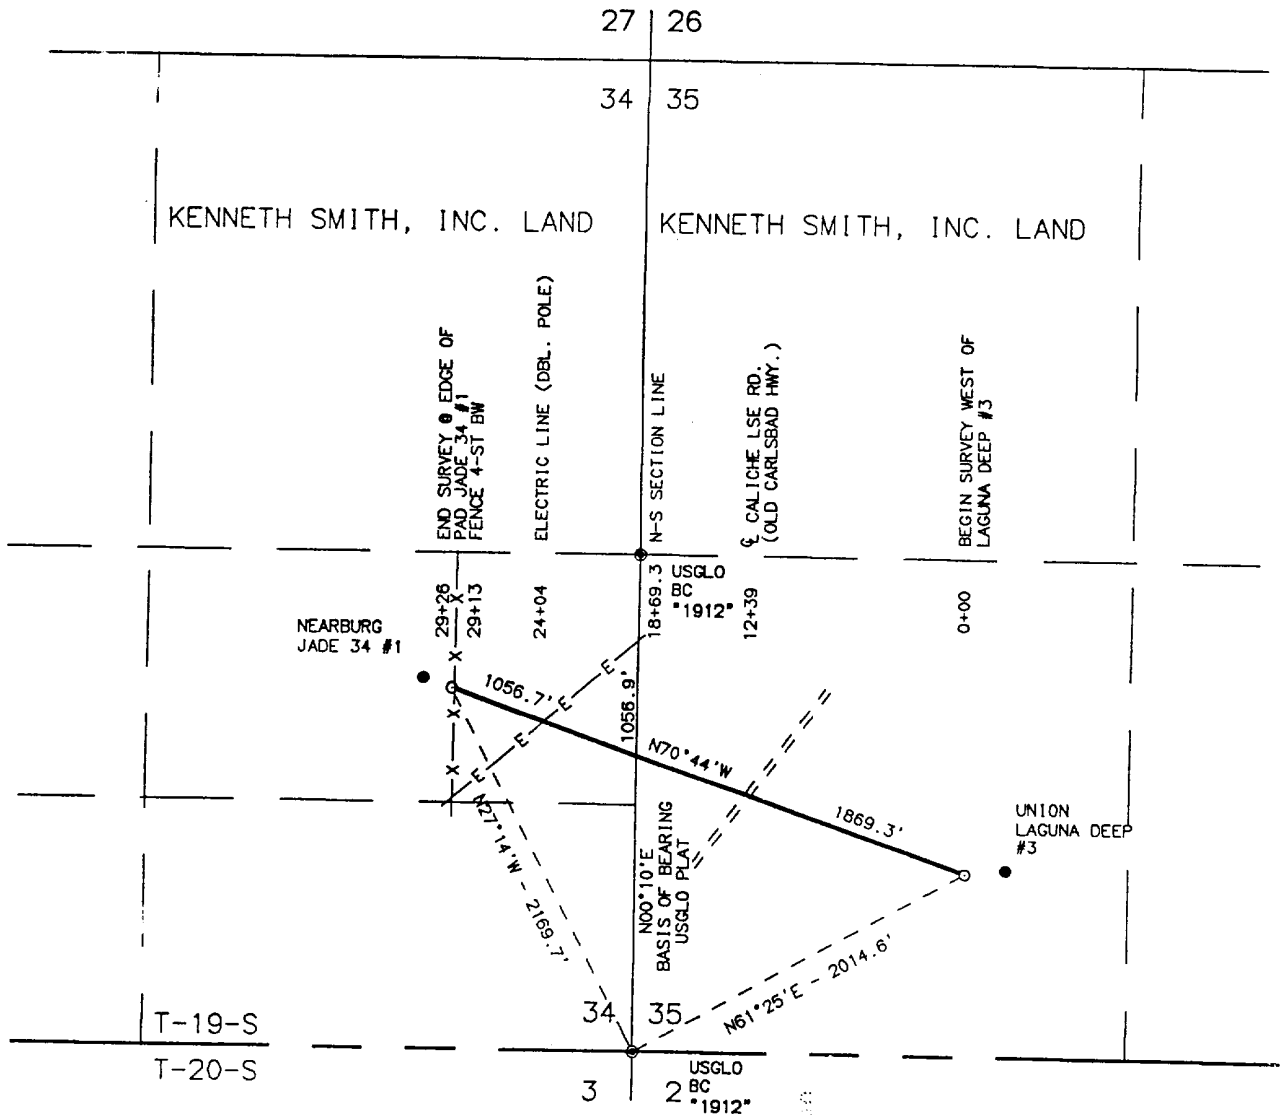 27 26
34 35
KENNETH SMITH, INC. LAND
KENNETH SMITH, INC. LAND
END SURVEY @ EDGE OF
PAD JADE 34 #1
FENCE 4-ST BW
ELECTRIC LINE (DBL. POLE)
N-S SECTION LINE
℄ CALICHE LSE RD.
(OLD CARLSBAD HWY.)
BEGIN SURVEY WEST OF
LAGUNA DEEP #3
29+26
29+13
24+04
18+69.3
USGLO
BC
"1912"
12+39
0+00
NEARBURG
JADE 34 #1
X
X
X
X
E
E
E
E
1056.7'
1056.9'
N70°44'W
1869.3'
UNION
LAGUNA DEEP
#3
N27°14'W - 2169.7'
N00°10'E
BASIS OF BEARING
USGLO PLAT
N61°25'E - 2014.6'
34 35
T-19-S
T-20-S
3 2
USGLO
BC
"1912"